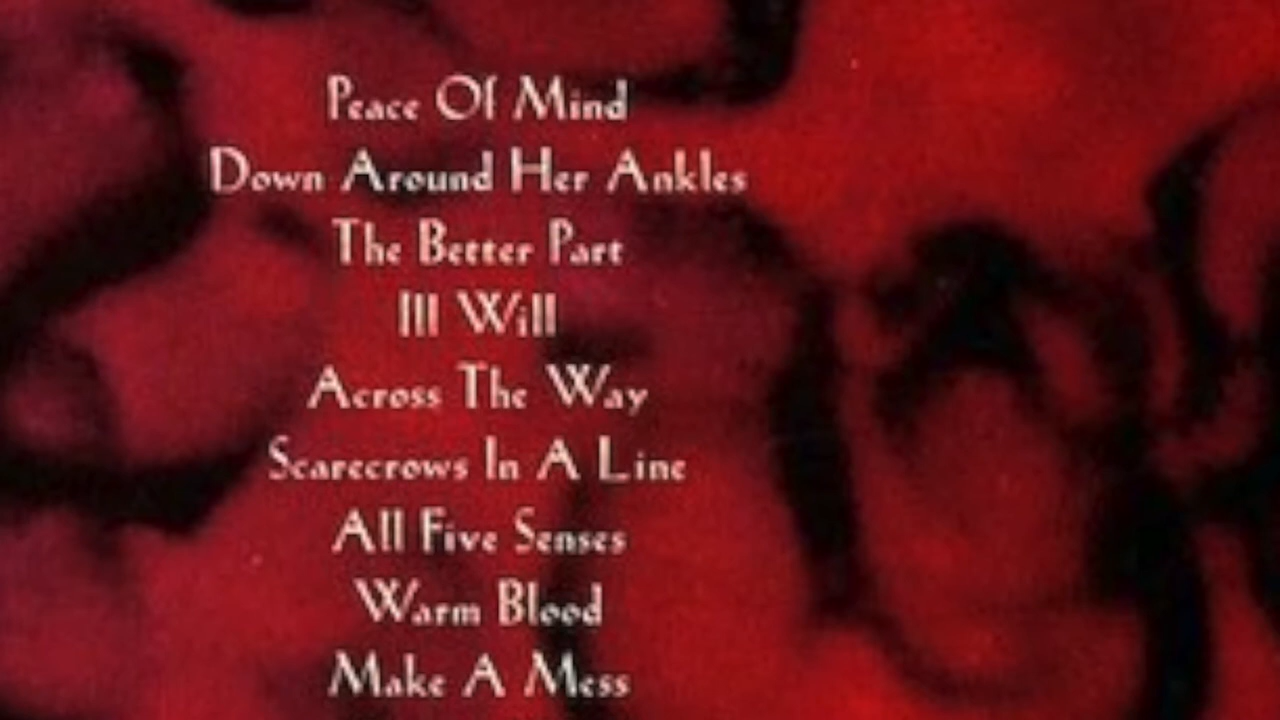 Peace Of Mind
Down Around Her Ankles
The Better Part
Ill Will
Across The Way
Scarecrows In A Line
All Five Senses
Warm Blood
Make A Mess